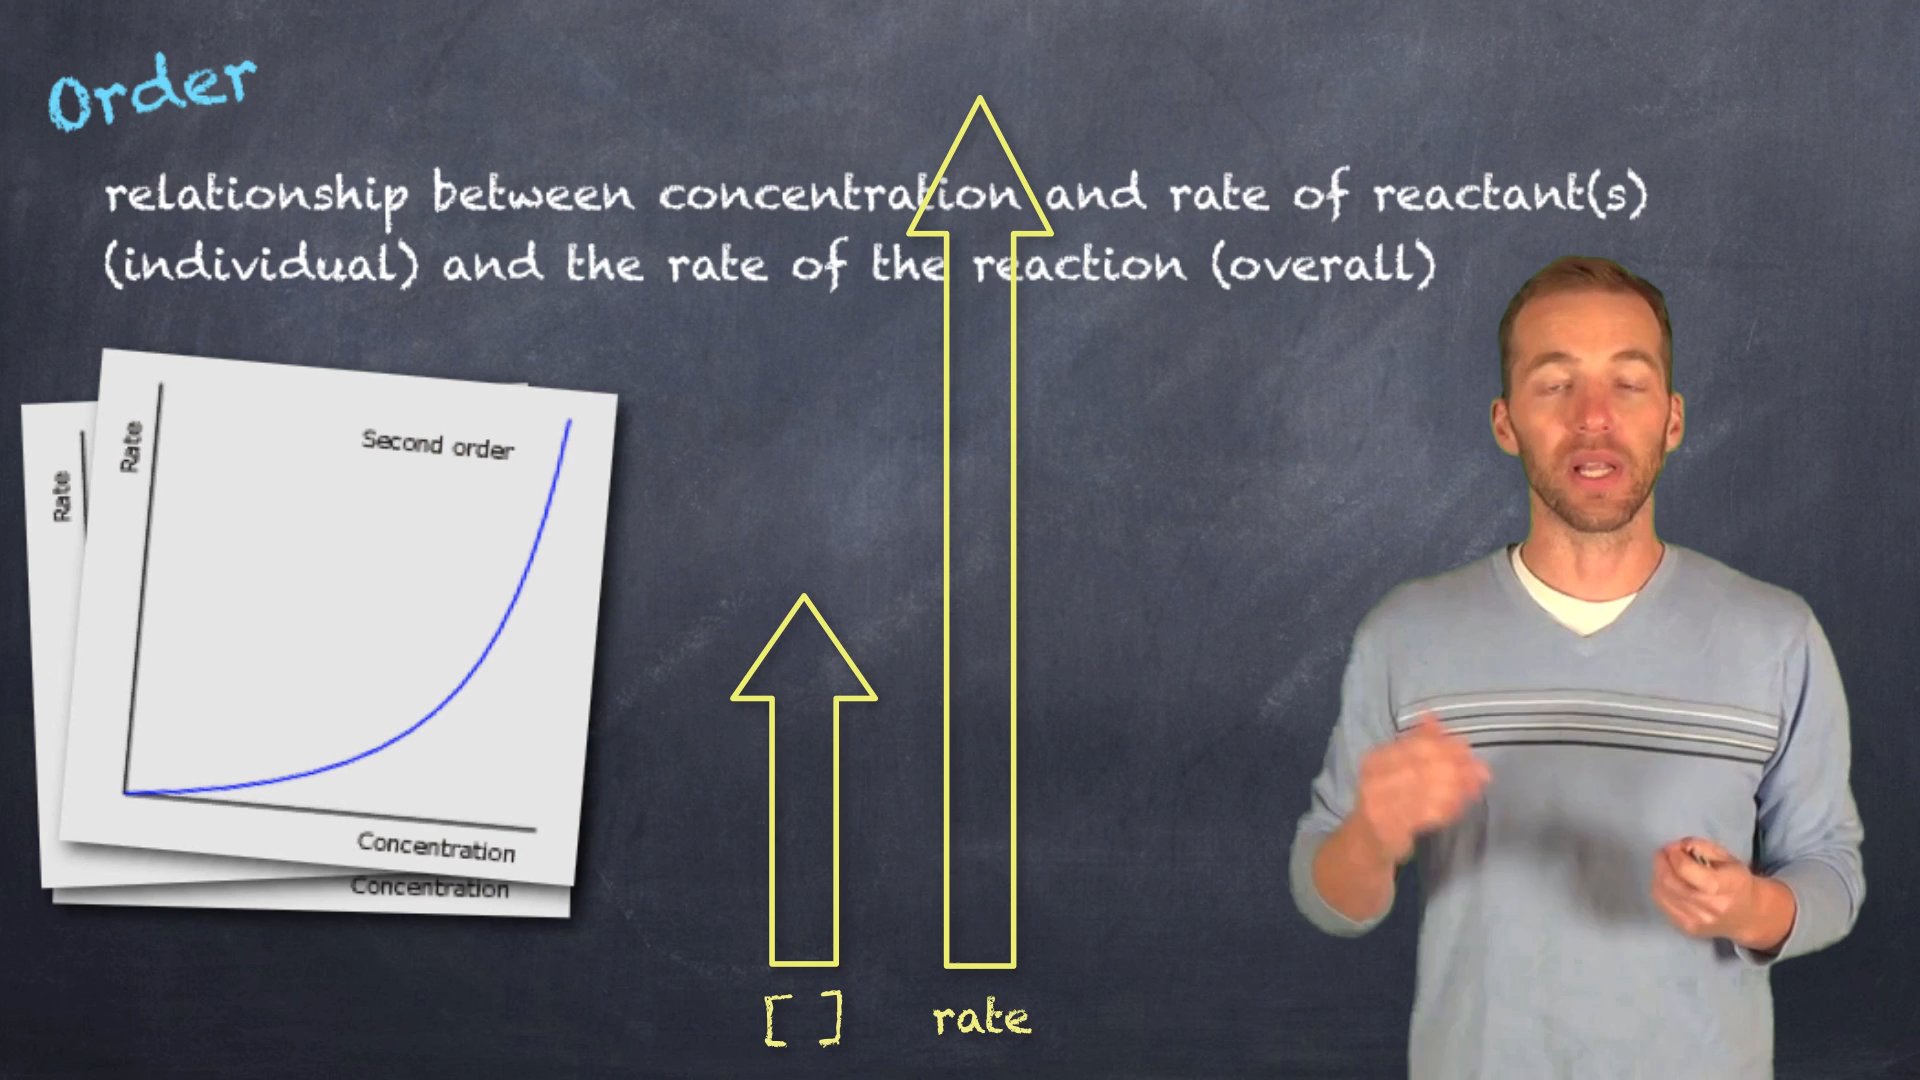 Order
relationship between concentration and rate of reactant(s)
(individual) and the rate of the reaction (overall)
Rate
Rate
Second order
Concentration
Concentration
[ ]
rate